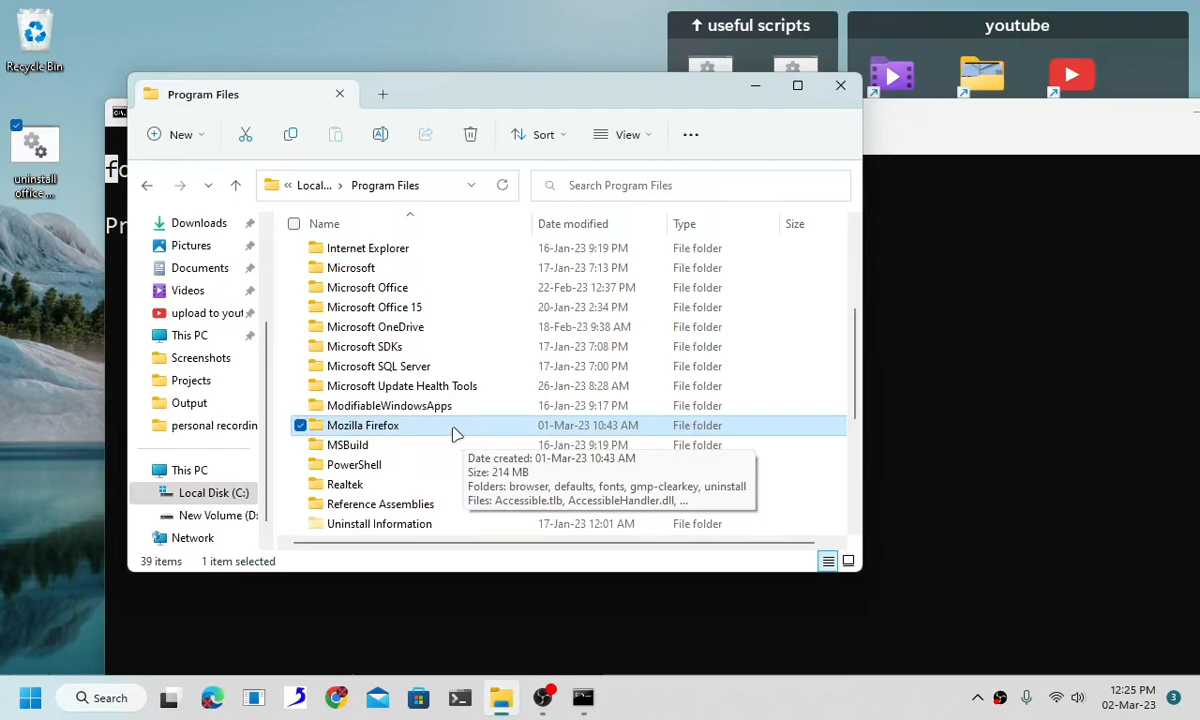 Recycle Bin
uninstall
office ...
useful scripts
youtube
Program Files
New
Sort
View
Local...
Program Files
Search Program Files
Downloads
Pictures
Documents
Videos
upload to yout
This PC
Screenshots
Projects
Output
personal recordin
This PC
Local Disk (C:)
New Volume (D:
Network
Name
Date modified
Type
Size
Internet Explorer 16-Jan-23 9:19 PM File folder
Microsoft 17-Jan-23 7:13 PM File folder
Microsoft Office 22-Feb-23 12:37 PM File folder
Microsoft Office 15 20-Jan-23 2:34 PM File folder
Microsoft OneDrive 18-Feb-23 9:38 AM File folder
Microsoft SDKs 17-Jan-23 7:08 PM File folder
Microsoft SQL Server 17-Jan-23 7:00 PM File folder
Microsoft Update Health Tools 26-Jan-23 8:28 AM File folder
ModifiableWindowsApps 16-Jan-23 9:17 PM File folder
Mozilla Firefox 01-Mar-23 10:43 AM File folder
MSBuild 16-Jan-23 9:19 PM File folder
PowerShell
Realtek
Reference Assemblies
Uninstall Information 17-Jan-23 12:01 AM File folder
Date created: 01-Mar-23 10:43 AM
Size: 214 MB
Folders: browser, defaults, fonts, gmp-clearkey, uninstall
Files: Accessible.tlb, AccessibleHandler.dll, ...
39 items
1 item selected
fo
Pr
Search
12:25 PM
02-Mar-23
3